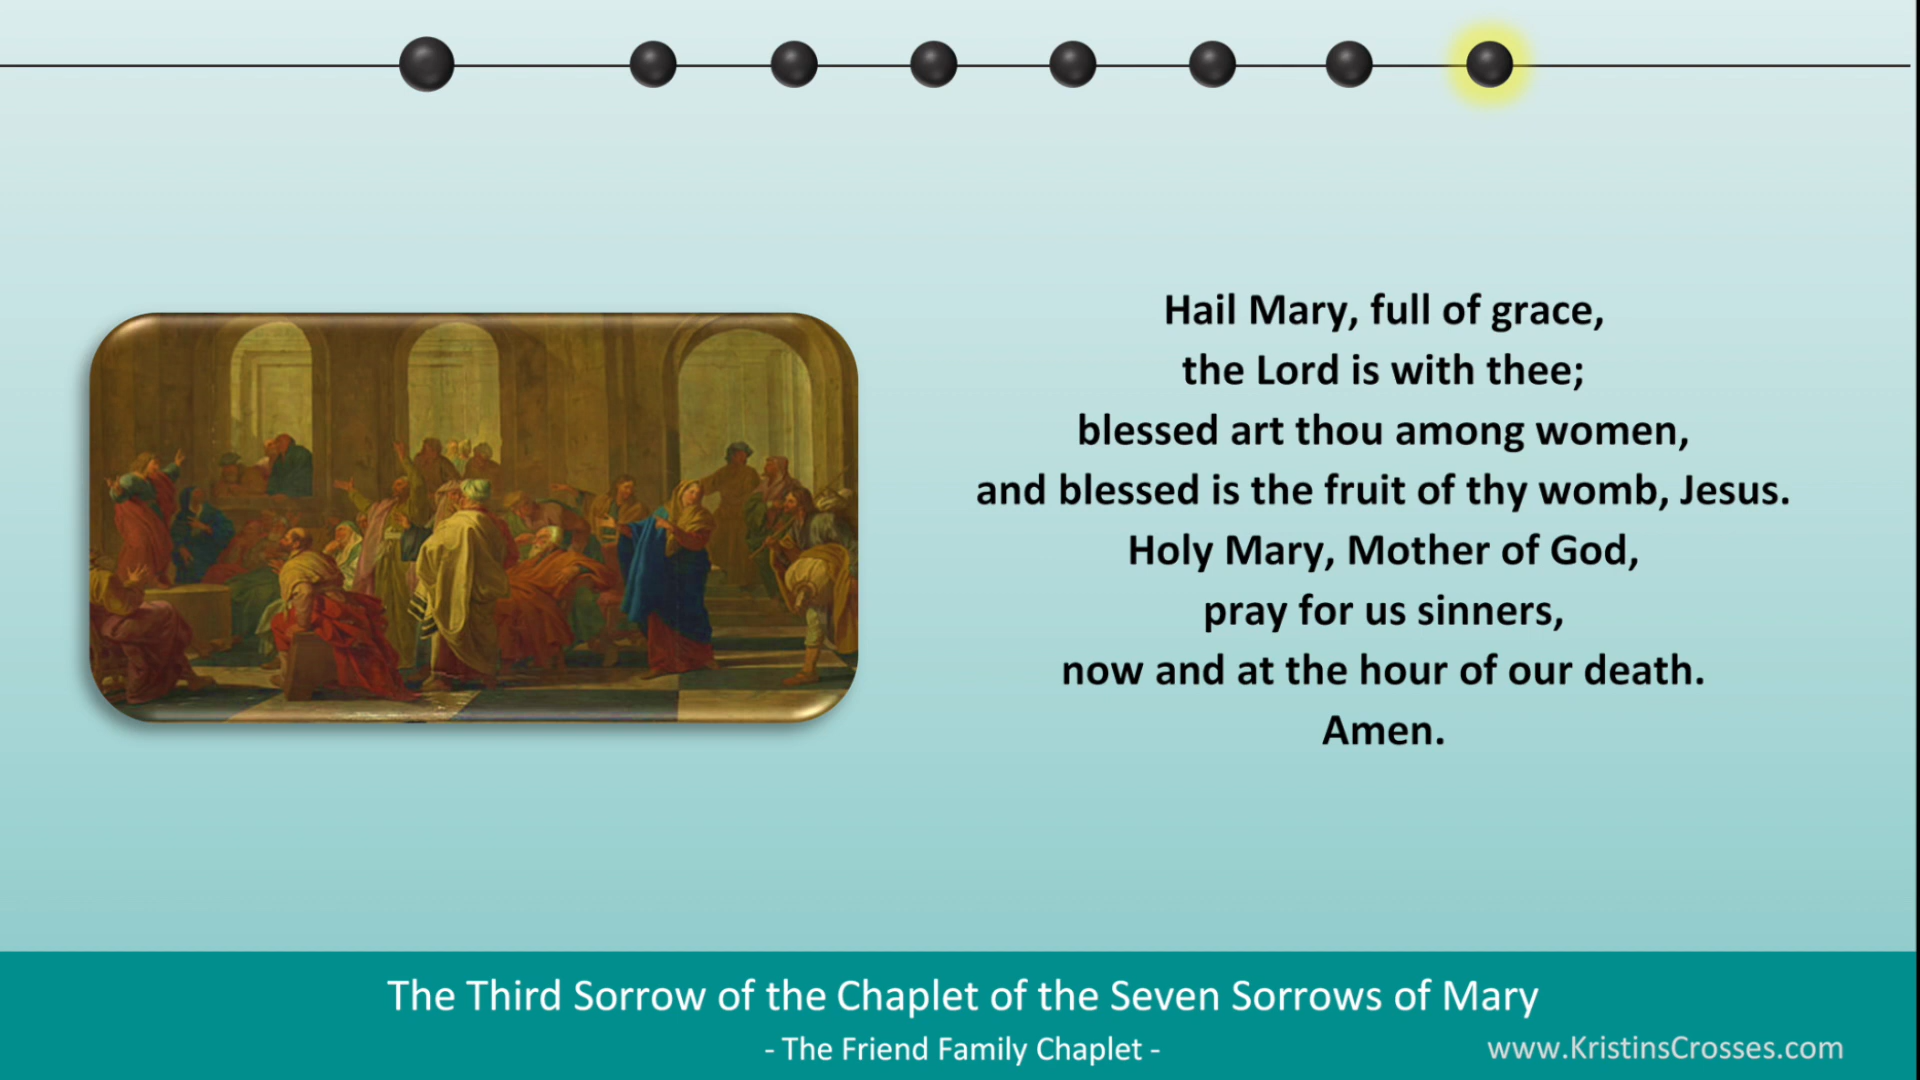 Hail Mary, full of grace,
the Lord is with thee;
blessed art thou among women,
and blessed is the fruit of thy womb, Jesus.
Holy Mary, Mother of God,
pray for us sinners,
now and at the hour of our death.
Amen.
The Third Sorrow of the Chaplet of the Seven Sorrows of Mary
- The Friend Family Chaplet -
www.KristinsCrosses.com